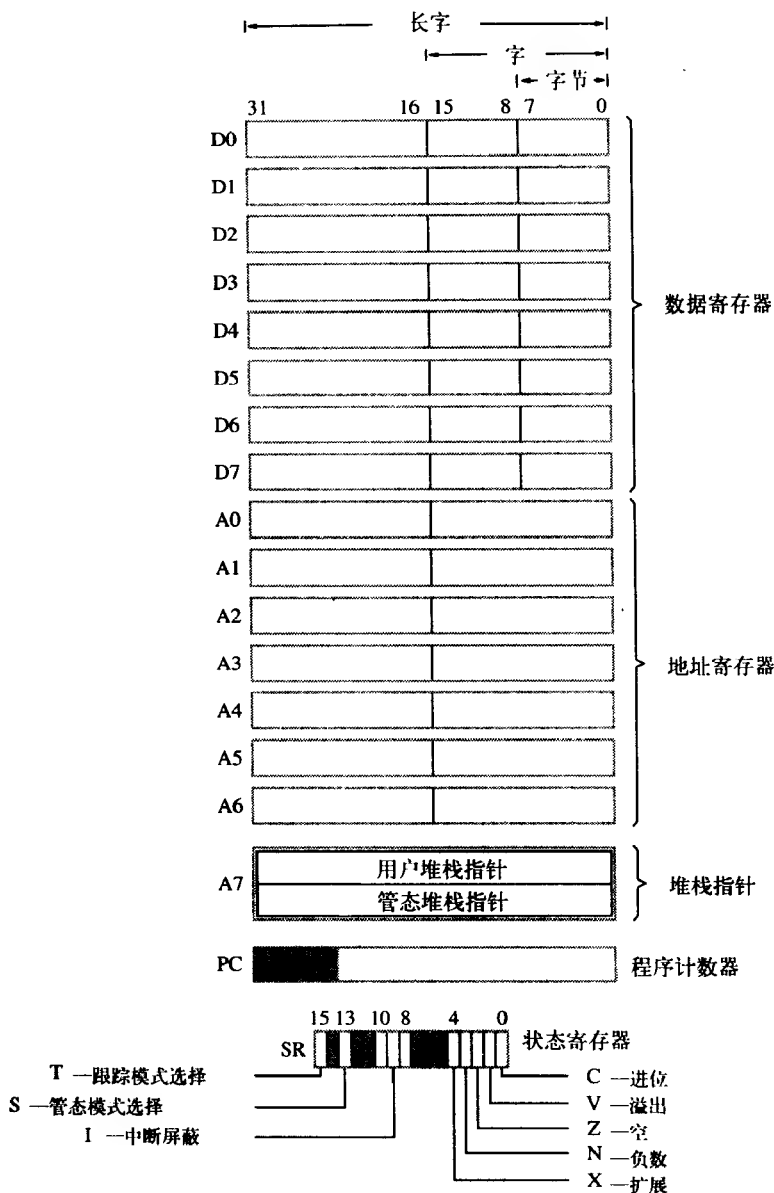 长字
字
字节
31 16 15 8 7 0
D0
D1
D2
D3
数据寄存器
D4
D5
D6
D7
A0
A1
A2
A3
地址寄存器
A4
A5
A6
用户堆栈指针
A7
堆栈指针
管态堆栈指针
PC
程序计数器
15 13 10 8 4 0
SR
状态寄存器
T —跟踪模式选择
C —进位
S —管态模式选择
V —溢出
I —中断屏蔽
Z —空
N —负数
X —扩展